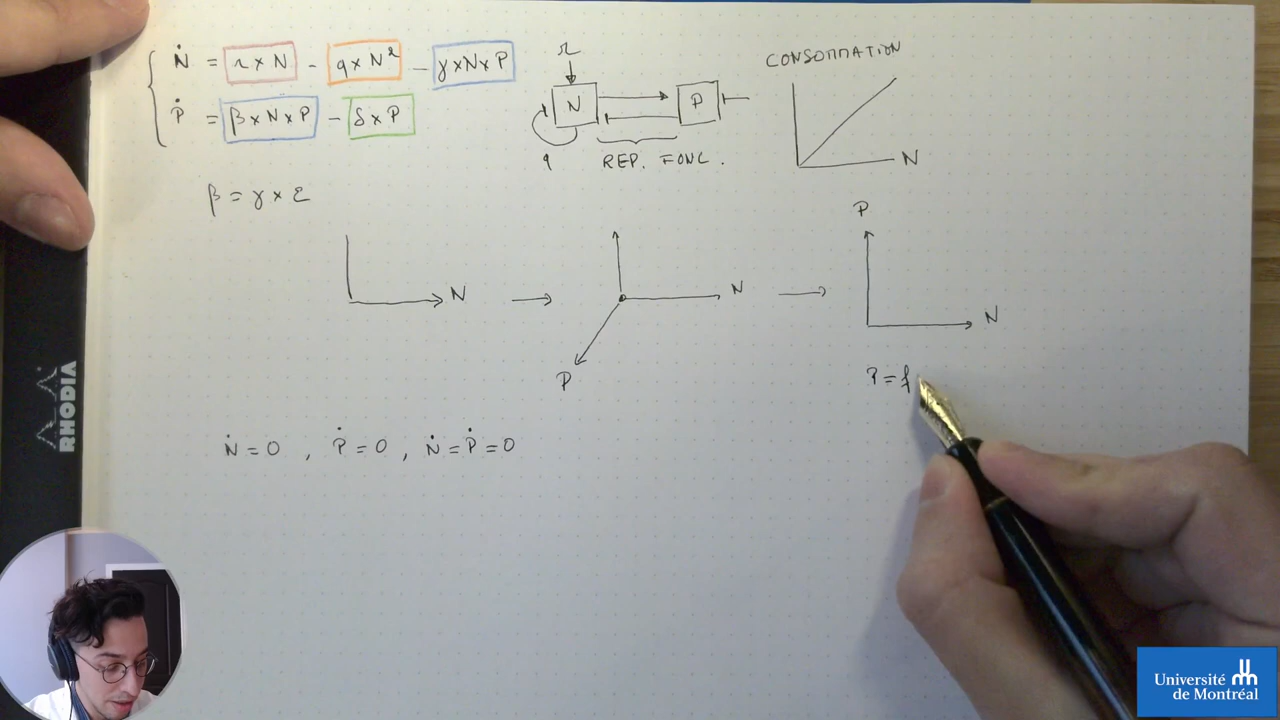 Ṅ = r × N - q × N² - γ × N × P
Ṗ = β × N × P - δ × P
β = γ × ε
r
N
P
q
REP. FONC.
CONSOMMATION
N
N
N
P
P
N
P = f
Ṅ = 0 , Ṗ = 0 , Ṅ = Ṗ = 0
RHODIA
Université
de Montréal